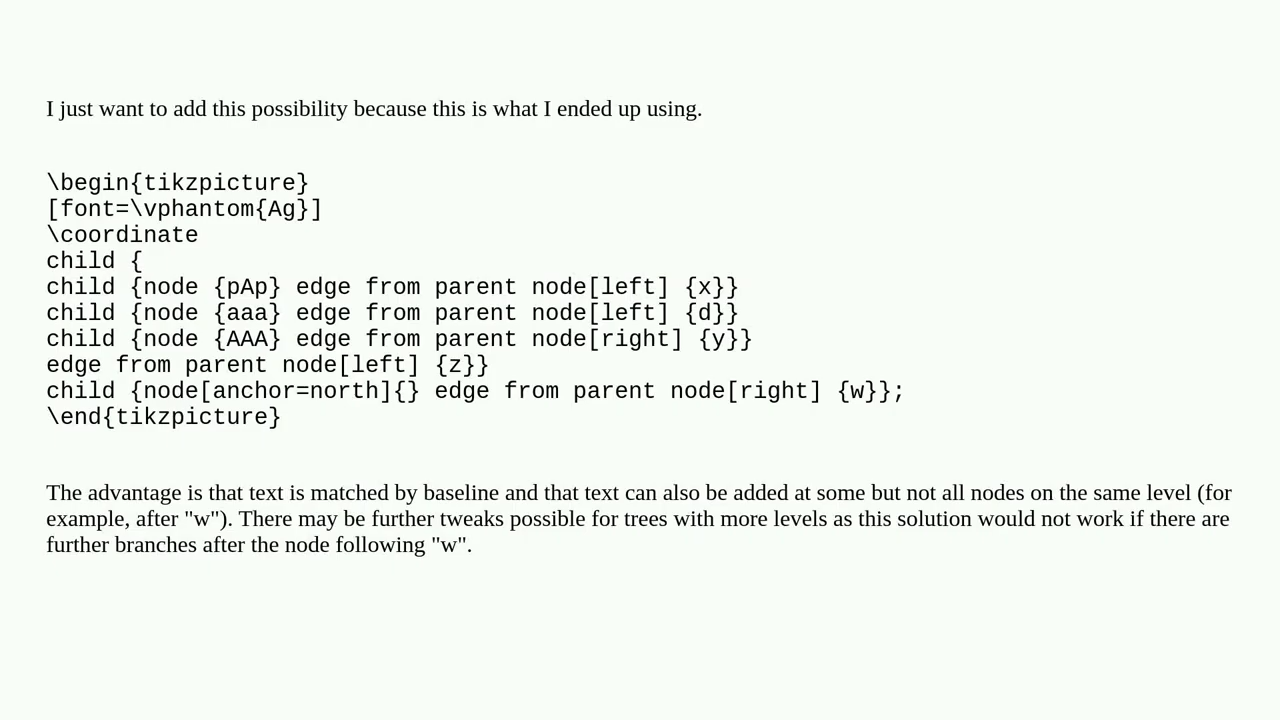 I just want to add this possibility because this is what I ended up using.
\begin{tikzpicture}
[font=\vphantom{Ag}]
\coordinate
child {
child {node {pAp} edge from parent node[left] {x}}
child {node {aaa} edge from parent node[left] {d}}
child {node {AAA} edge from parent node[right] {y}}
edge from parent node[left] {z}}
child {node[anchor=north]{} edge from parent node[right] {w}};
\end{tikzpicture}
The advantage is that text is matched by baseline and that text can also be added at some but not all nodes on the same level (for
example, after "w"). There may be further tweaks possible for trees with more levels as this solution would not work if there are
further branches after the node following "w".